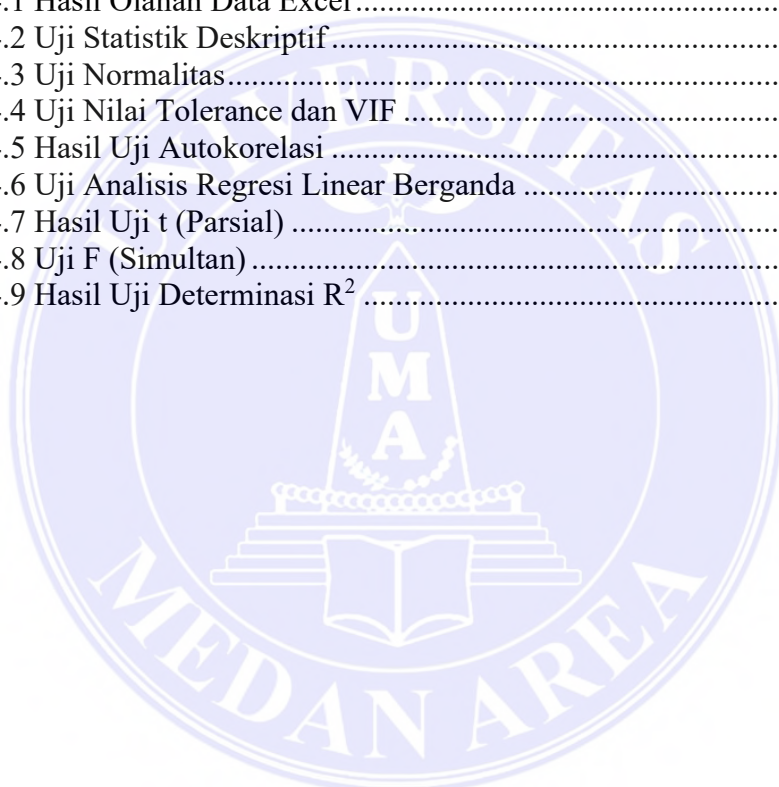 .1 Hasil Olahan Data Excel........................................................
.2 Uji Statistik Deskriptif...........................................................
.3 Uji Normalitas........................................................................
.4 Uji Nilai Tolerance dan VIF ..................................................
.5 Hasil Uji Autokorelasi ...........................................................
.6 Uji Analisis Regresi Linear Berganda ...................................
.7 Hasil Uji t (Parsial) ................................................................
.8 Uji F (Simultan) .....................................................................
.9 Hasil Uji Determinasi R² .......................................................
UNIVERSITAS
UMA
MEDAN AREA